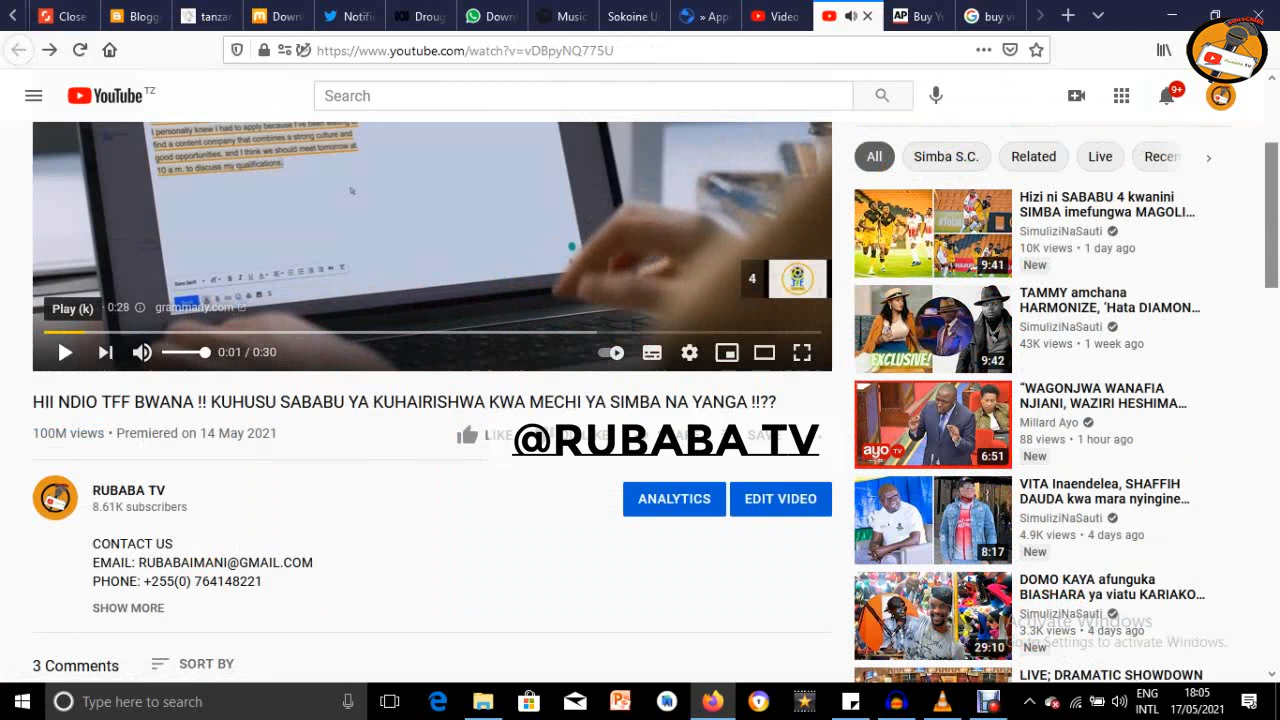 Close
Blogg
tanzar
Down
Notifi
Droug
Down
Music
Sokoine U
» Appl
Video
Buy Y
buy vi
https://www.youtube.com/watch?v=vDBpyNQ775U
Rubaba TV
YouTube TZ
Search
9+
I personally knew I had to apply because I've been waiting to
find a content company that combines a strong culture and
good opportunities, and I think we should meet tomorrow at
10 a.m. to discuss my qualifications.
Sans Serif
4
TFF
Play (k)
0:28
grammarly.com
0:01 / 0:30
HII NDIO TFF BWANA !! KUHUSU SABABU YA KUHAIRISHWA KWA MECHI YA SIMBA NA YANGA !!??
100M views • Premiered on 14 May 2021
LIKE
@RUBABA TV
RUBABA TV
8.61K subscribers
ANALYTICS
EDIT VIDEO
CONTACT US
EMAIL: RUBABAIMANI@GMAIL.COM
PHONE: +255(0) 764148221
SHOW MORE
3 Comments
SORT BY
All
Simba S.C.
Related
Live
Recen
Hizi ni SABABU 4 kwanini
SIMBA imefungwa MAGOLI...
SimuliziNaSauti
10K views • 1 day ago
New
9:41
TAMMY amchana
HARMONIZE, ‘Hata DIAMON...
SimuliziNaSauti
43K views • 1 week ago
EXCLUSIVE!
9:42
“WAGONJWA WANAFIA
NJIANI, WAZIRI HESHIMA...
Millard Ayo
88 views • 1 hour ago
New
ayo TV
6:51
VITA Inaendelea, SHAFFIH
DAUDA kwa mara nyingine...
SimuliziNaSauti
4.9K views • 4 days ago
New
8:17
DOMO KAYA afunguka
BIASHARA ya viatu KARIAKO...
SimuliziNaSauti
3.3K views • 4 days ago
New
29:10
Activate Windows
Go to Settings to activate Windows.
LIVE; DRAMATIC SHOWDOWN
Type here to search
ENG
INTL
18:05
17/05/2021